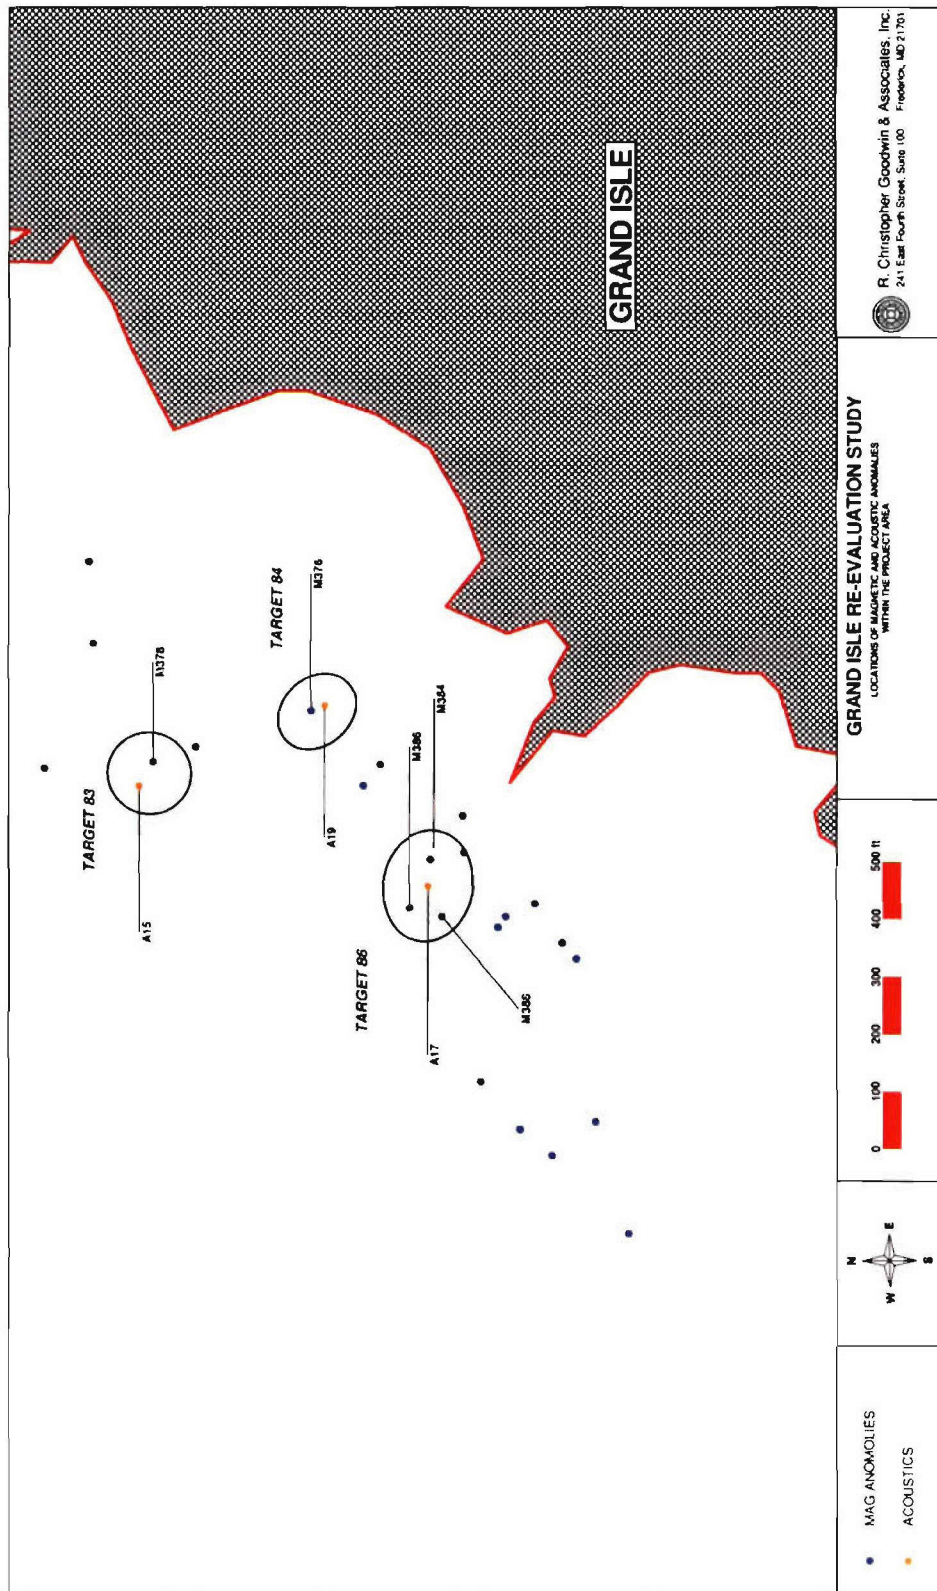 TARGET 83
M378
A15
TARGET 84
M376
A19
TARGET 86
M386
M384
M386
A17
GRAND ISLE
MAG ANOMOLIES
ACOUSTICS
N
W
E
S
0
100
200
300
400
500 ft
GRAND ISLE RE-EVALUATION STUDY
LOCATIONS OF MAGNETIC AND ACOUSTIC ANOMALIES
WITHIN THE PROJECT AREA
R. Christopher Goodwin & Associates, Inc.
241 East Fourth Street, Suite 100 Frederick, MD 21701